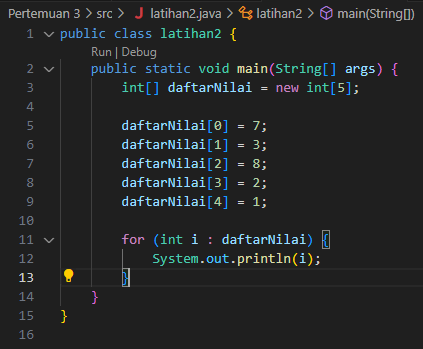 Pertemuan 3 > src > latihan2.java > latihan2 > main(String[])
1 public class latihan2 {
Run | Debug
2 public static void main(String[] args) {
3 int[] daftarNilai = new int[5];
4
5 daftarNilai[0] = 7;
6 daftarNilai[1] = 3;
7 daftarNilai[2] = 8;
8 daftarNilai[3] = 2;
9 daftarNilai[4] = 1;
10
11 for (int i : daftarNilai) {
12 System.out.println(i);
13 }
14 }
15 }
16